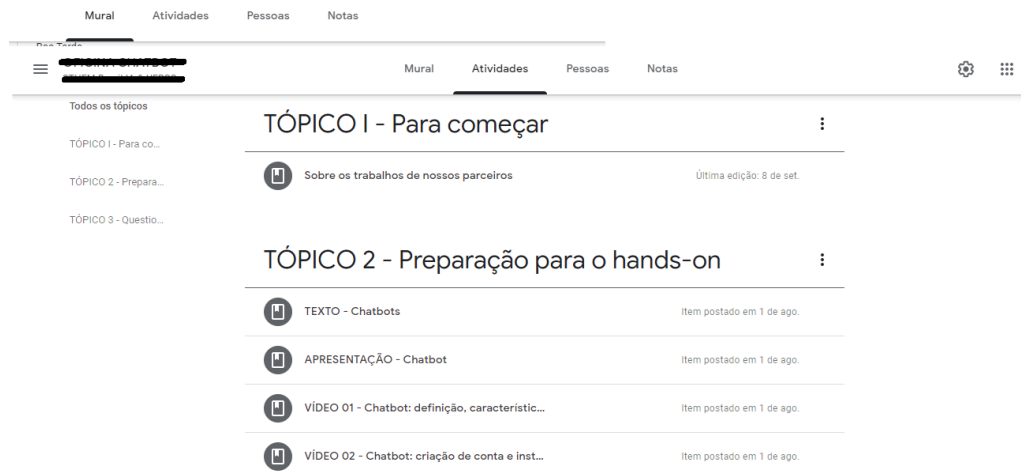 Mural Atividades Pessoas Notas
Mural Atividades Pessoas Notas
Todos os tópicos
TÓPICO I - Para co...
TÓPICO 2 - Prepara...
TÓPICO 3 - Questio...
TÓPICO I - Para começar
Sobre os trabalhos de nossos parceiros Última edição: 8 de set.
TÓPICO 2 - Preparação para o hands-on
TEXTO - Chatbots Item postado em 1 de ago.
APRESENTAÇÃO - Chatbot Item postado em 1 de ago.
VÍDEO 01 - Chatbot: definição, característic... Item postado em 1 de ago.
VÍDEO 02 - Chatbot: criação de conta e inst... Item postado em 1 de ago.